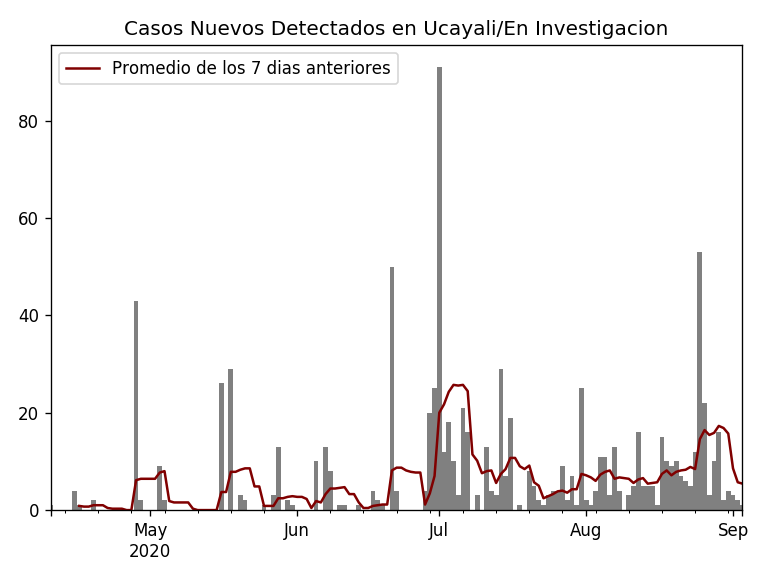 Casos Nuevos Detectados en Ucayali/En Investigacion
Promedio de los 7 dias anteriores
80
60
40
20
0
May Jun Jul Aug Sep
2020